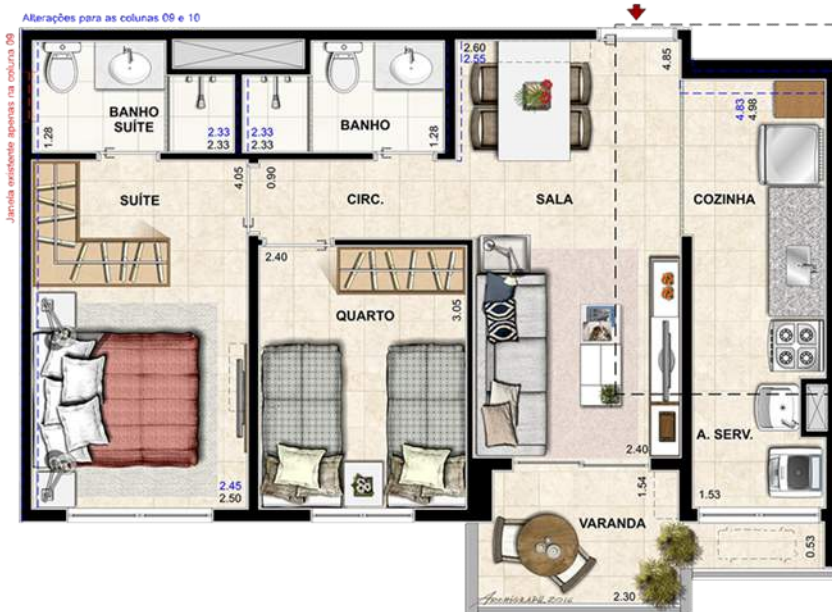 Alterações para as colunas 09 e 10
Janela existente apenas na coluna 09
BANHO
SUÍTE
1.28
2.33
2.33
2.33
2.33
BANHO
1.28
2.60
2.55
4.85
4.83
4.98
SUÍTE
4.05
0.90
CIRC.
SALA
COZINHA
2.40
QUARTO
3.05
2.40
A. SERV.
2.45
2.50
1.54
1.53
VARANDA
0.53
2.30
ARCHIGRAPH 2016